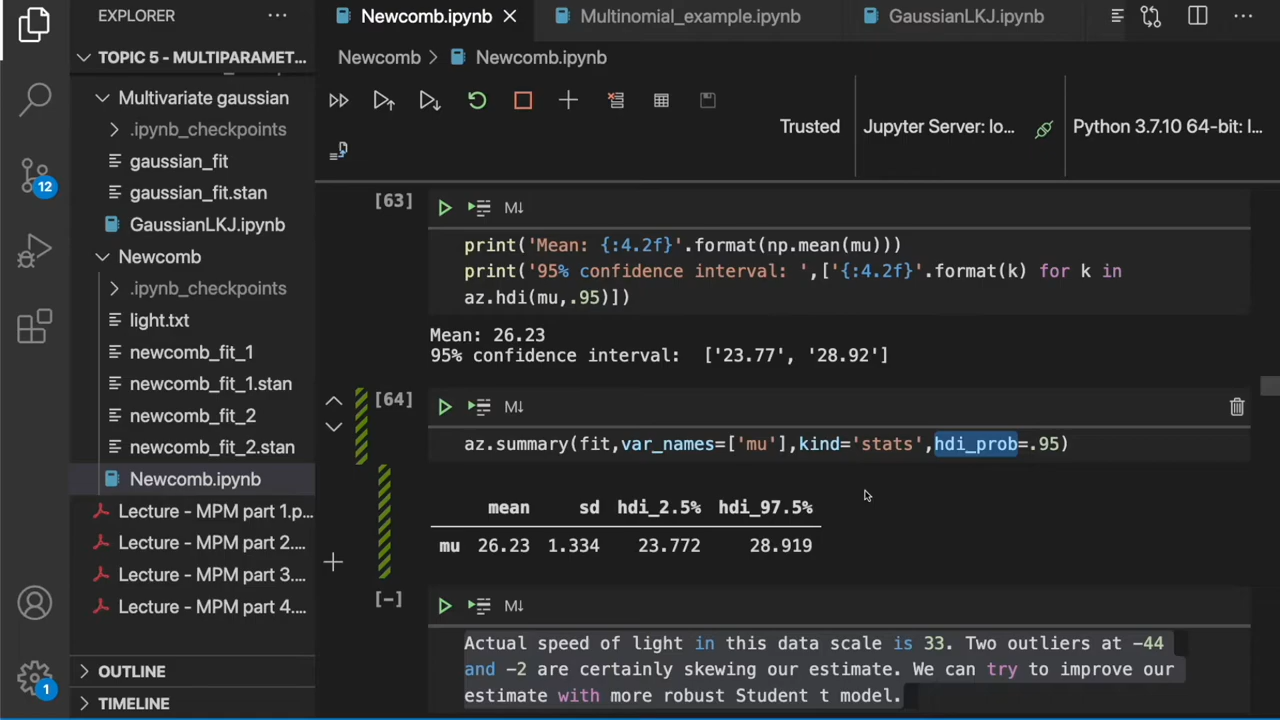 EXPLORER
TOPIC 5 - MULTIPARAMET...
Multivariate gaussian
.ipynb_checkpoints
gaussian_fit
gaussian_fit.stan
GaussianLKJ.ipynb
Newcomb
.ipynb_checkpoints
light.txt
newcomb_fit_1
newcomb_fit_1.stan
newcomb_fit_2
newcomb_fit_2.stan
Newcomb.ipynb
Lecture - MPM part 1.p...
Lecture - MPM part 2....
Lecture - MPM part 3....
Lecture - MPM part 4....
OUTLINE
TIMELINE
12
1
Newcomb.ipynb
Multinomial_example.ipynb
GaussianLKJ.ipynb
Newcomb > Newcomb.ipynb
Trusted
Jupyter Server: lo...
Python 3.7.10 64-bit: I...
[63]
M↓
print('Mean: {:4.2f}'.format(np.mean(mu)))
print('95% confidence interval: ',['{:4.2f}'.format(k) for k in
az.hdi(mu,.95)])
Mean: 26.23
95% confidence interval:  ['23.77', '28.92']
[64]
M↓
az.summary(fit,var_names=['mu'],kind='stats',hdi_prob=.95)
mean sd hdi_2.5% hdi_97.5%
mu 26.23 1.334 23.772 28.919
[-]
M↓
Actual speed of light in this data scale is 33. Two outliers at -44
and -2 are certainly skewing our estimate. We can try to improve our
estimate with more robust Student t model.